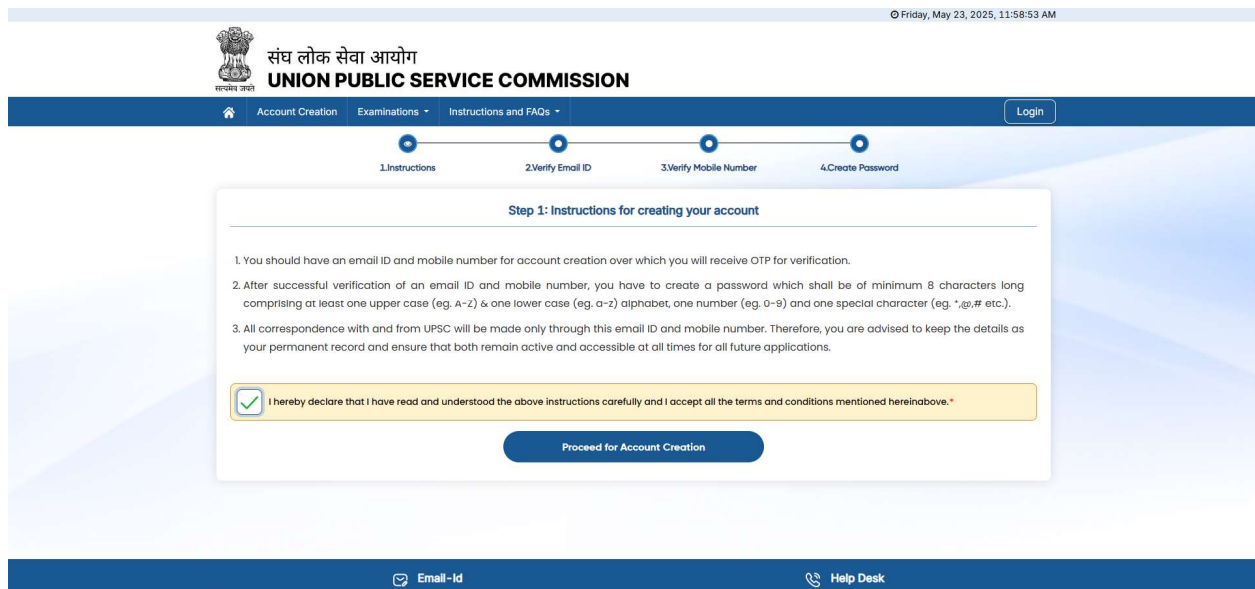 Friday, May 23, 2025, 11:58:53 AM
संघ लोक सेवा आयोग
UNION PUBLIC SERVICE COMMISSION
सत्यमेव जयते
Account Creation Examinations Instructions and FAQs Login
1.Instructions 2.Verify Email ID 3.Verify Mobile Number 4.Create Password
Step 1: Instructions for creating your account
1. You should have an email ID and mobile number for account creation over which you will receive OTP for verification.
2. After successful verification of an email ID and mobile number, you have to create a password which shall be of minimum 8 characters long
comprising at least one upper case (eg. A-Z) & one lower case (eg. a-z) alphabet, one number (eg. 0-9) and one special character (eg. *,@,# etc.).
3. All correspondence with and from UPSC will be made only through this email ID and mobile number. Therefore, you are advised to keep the details as
your permanent record and ensure that both remain active and accessible at all times for all future applications.
I hereby declare that I have read and understood the above instructions carefully and I accept all the terms and conditions mentioned hereinabove.*
Proceed for Account Creation
Email-Id Help Desk